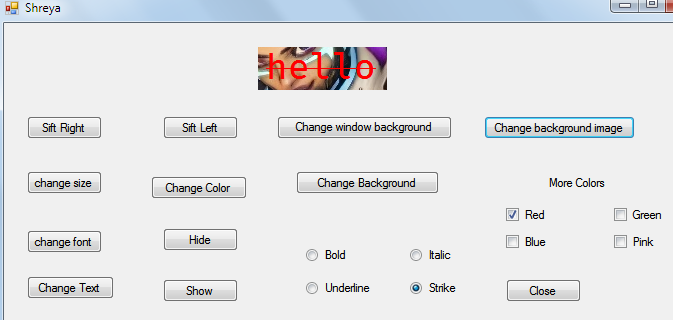 Shreya
hello
Sift Right
Sift Left
Change window background
Change background image
change size
Change Color
Change Background
More Colors
Red
Green
change font
Hide
Blue
Pink
Bold
Italic
Change Text
Show
Underline
Strike
Close